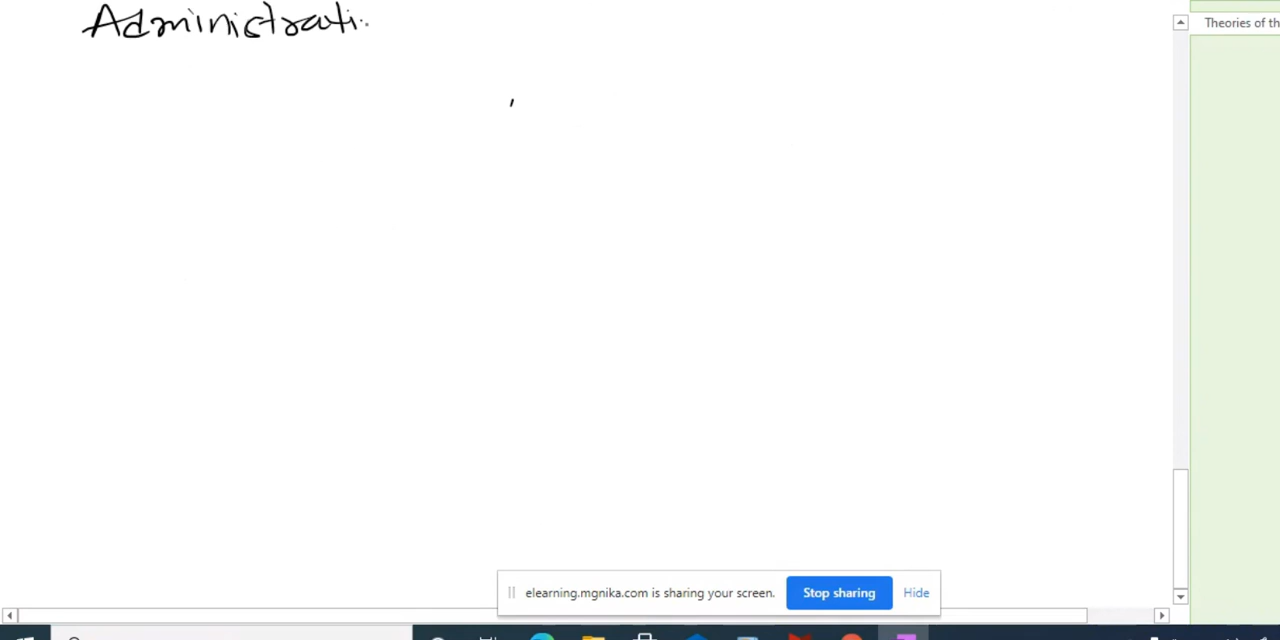 Administrati
Theories of th
elearning.mgnika.com is sharing your screen.
Stop sharing
Hide